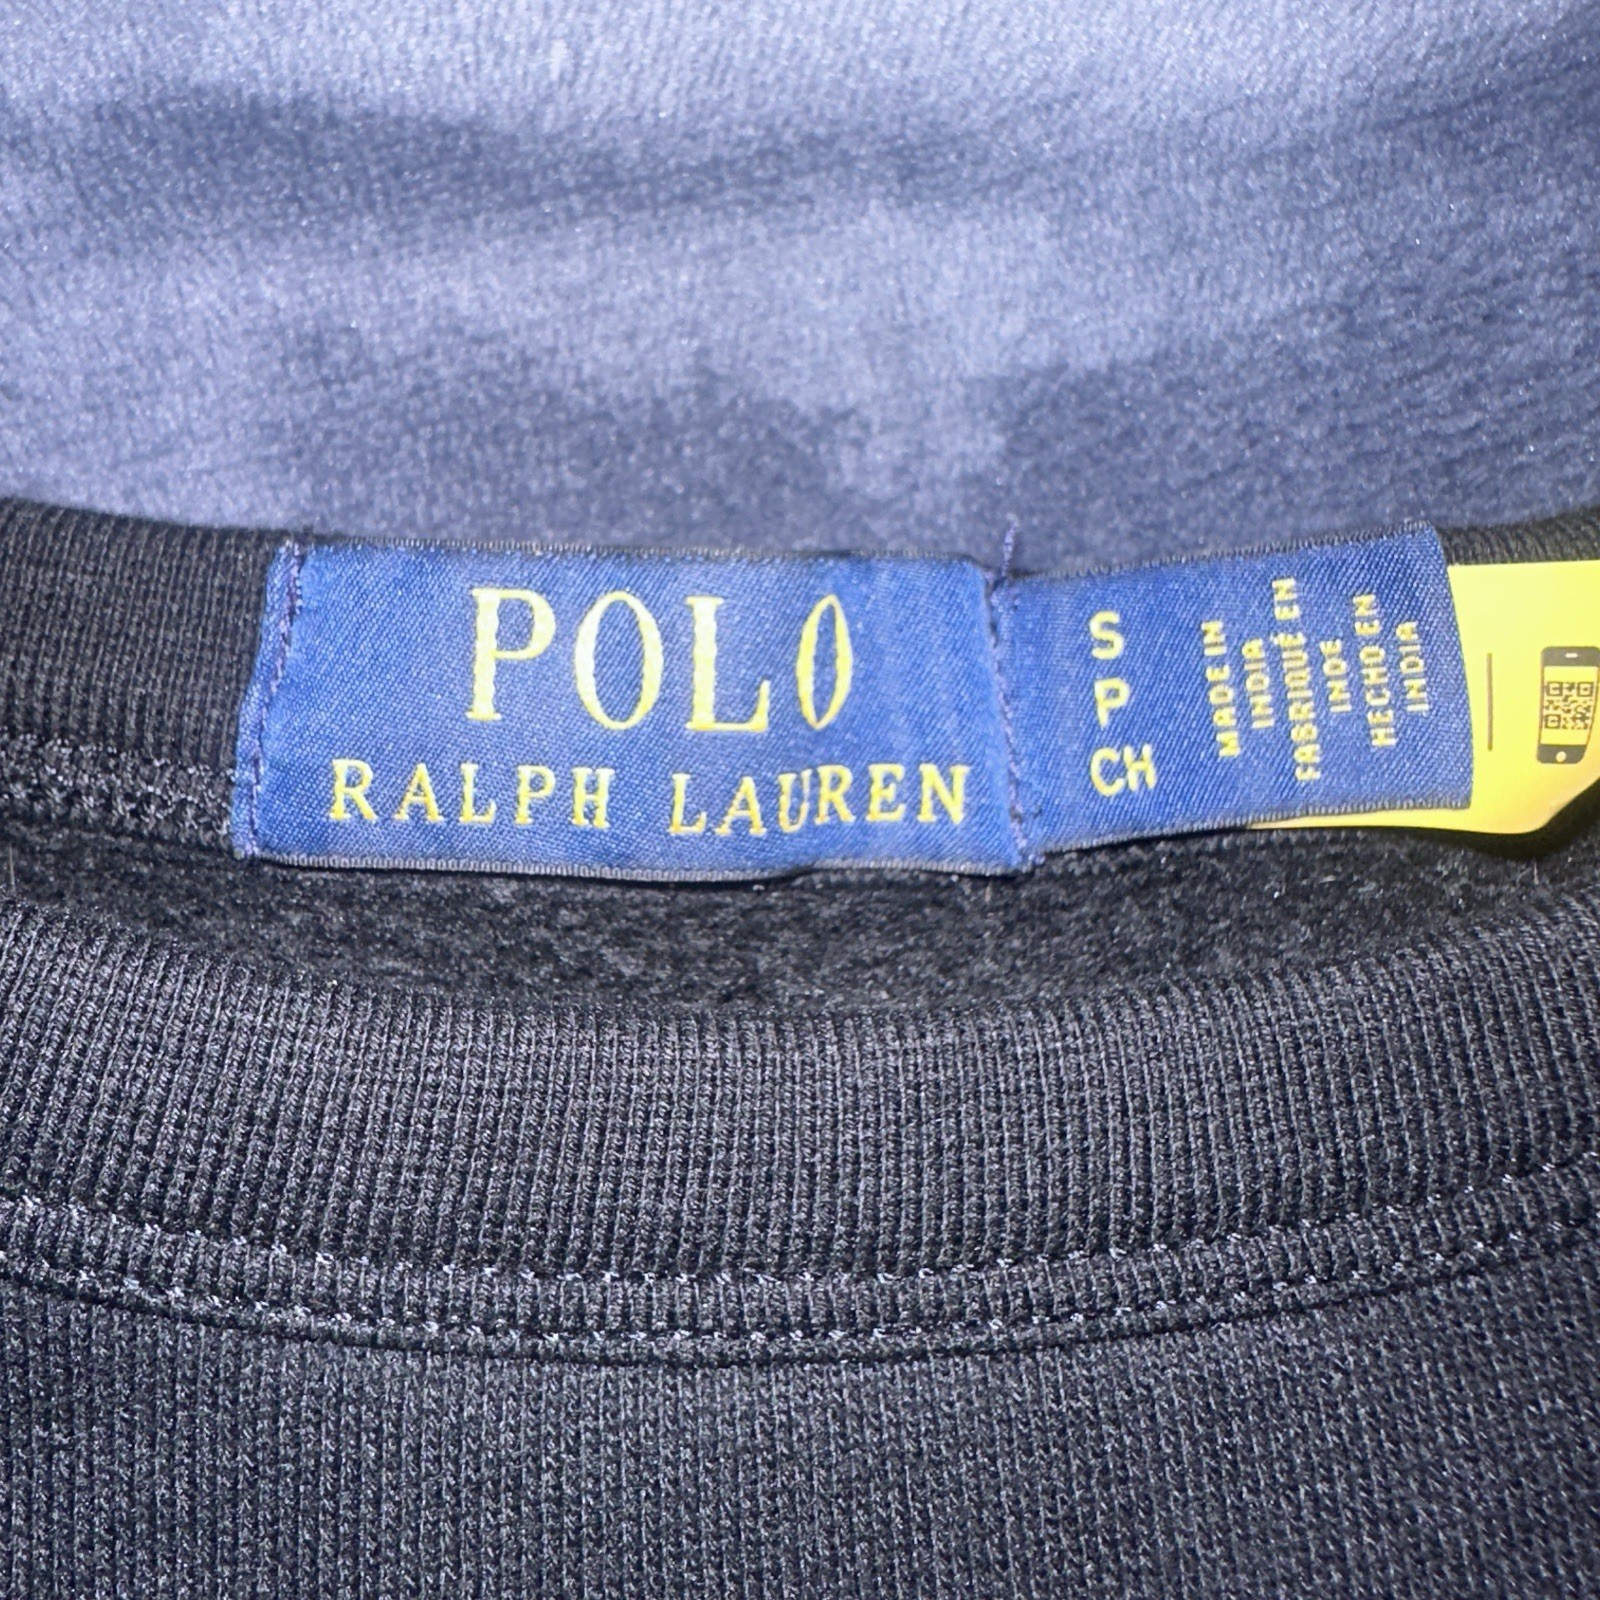 POLO
RALPH LAUREN
S
P
CH
MADE IN
INDIA
FABRIQUÉ EN
INDE
HECHO EN
INDIA